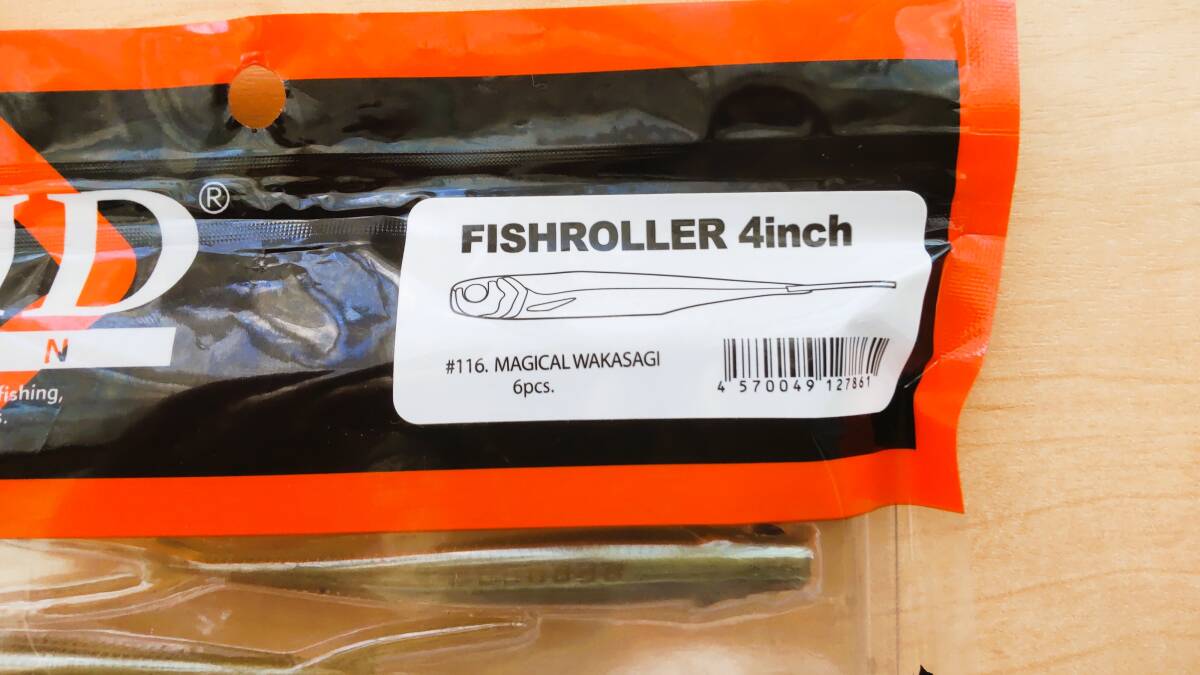 D®
FISHROLLER 4inch
N
fishing,
#116. MAGICAL WAKASAGI
6pcs.
4 570049 127861